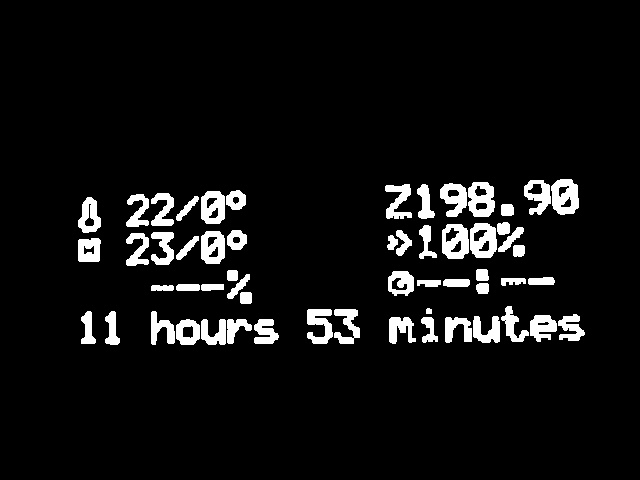 22/0° Z198.90
23/0° »100%
---% --:--
11 hours 53 minutes